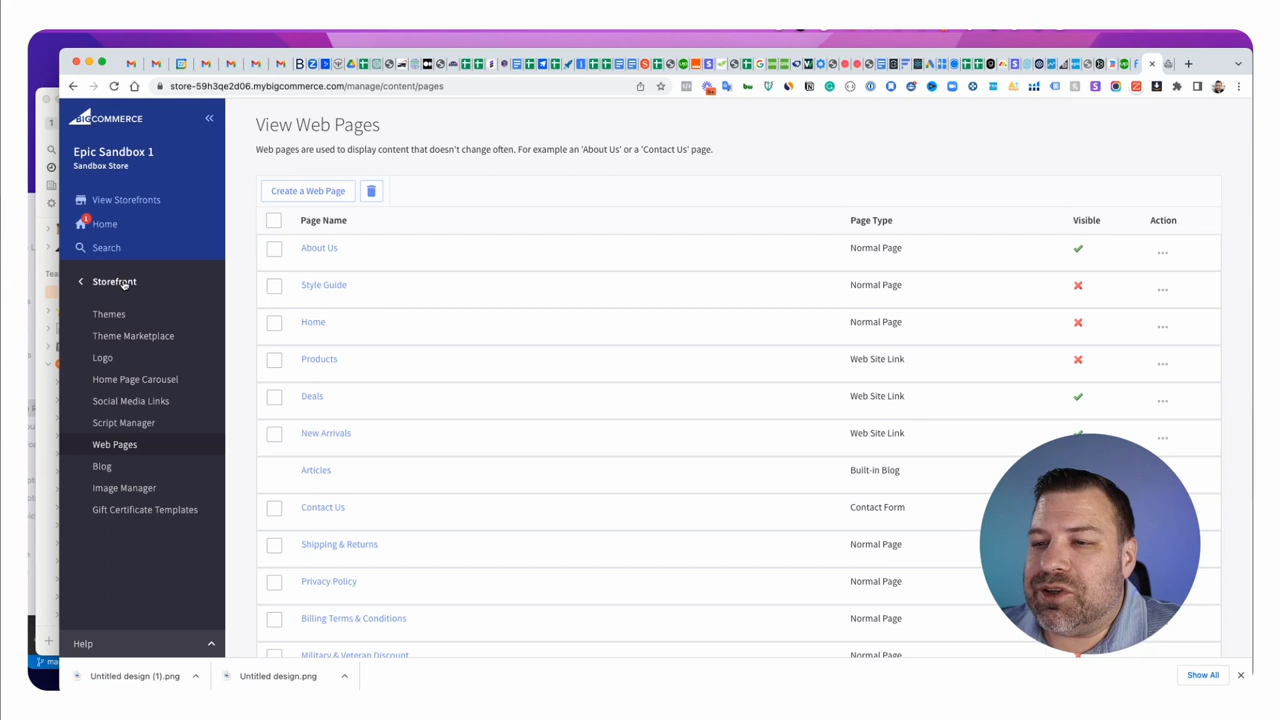 store-59h3qe2d06.mybigcommerce.com/manage/content/pages
BIGCOMMERCE
Epic Sandbox 1
Sandbox Store
View Storefronts
1
Home
Search
Storefront
Themes
Theme Marketplace
Logo
Home Page Carousel
Social Media Links
Script Manager
Web Pages
Blog
Image Manager
Gift Certificate Templates
Help
View Web Pages
Web pages are used to display content that doesn't change often. For example an 'About Us' or a 'Contact Us' page.
Create a Web Page
Page Name Page Type Visible Action
About Us Normal Page
Style Guide Normal Page
Home Normal Page
Products Web Site Link
Deals Web Site Link
New Arrivals Web Site Link
Articles Built-in Blog
Contact Us Contact Form
Shipping & Returns Normal Page
Privacy Policy Normal Page
Billing Terms & Conditions Normal Page
Military & Veteran Discount Normal Page
Untitled design (1).png
Untitled design.png
Show All